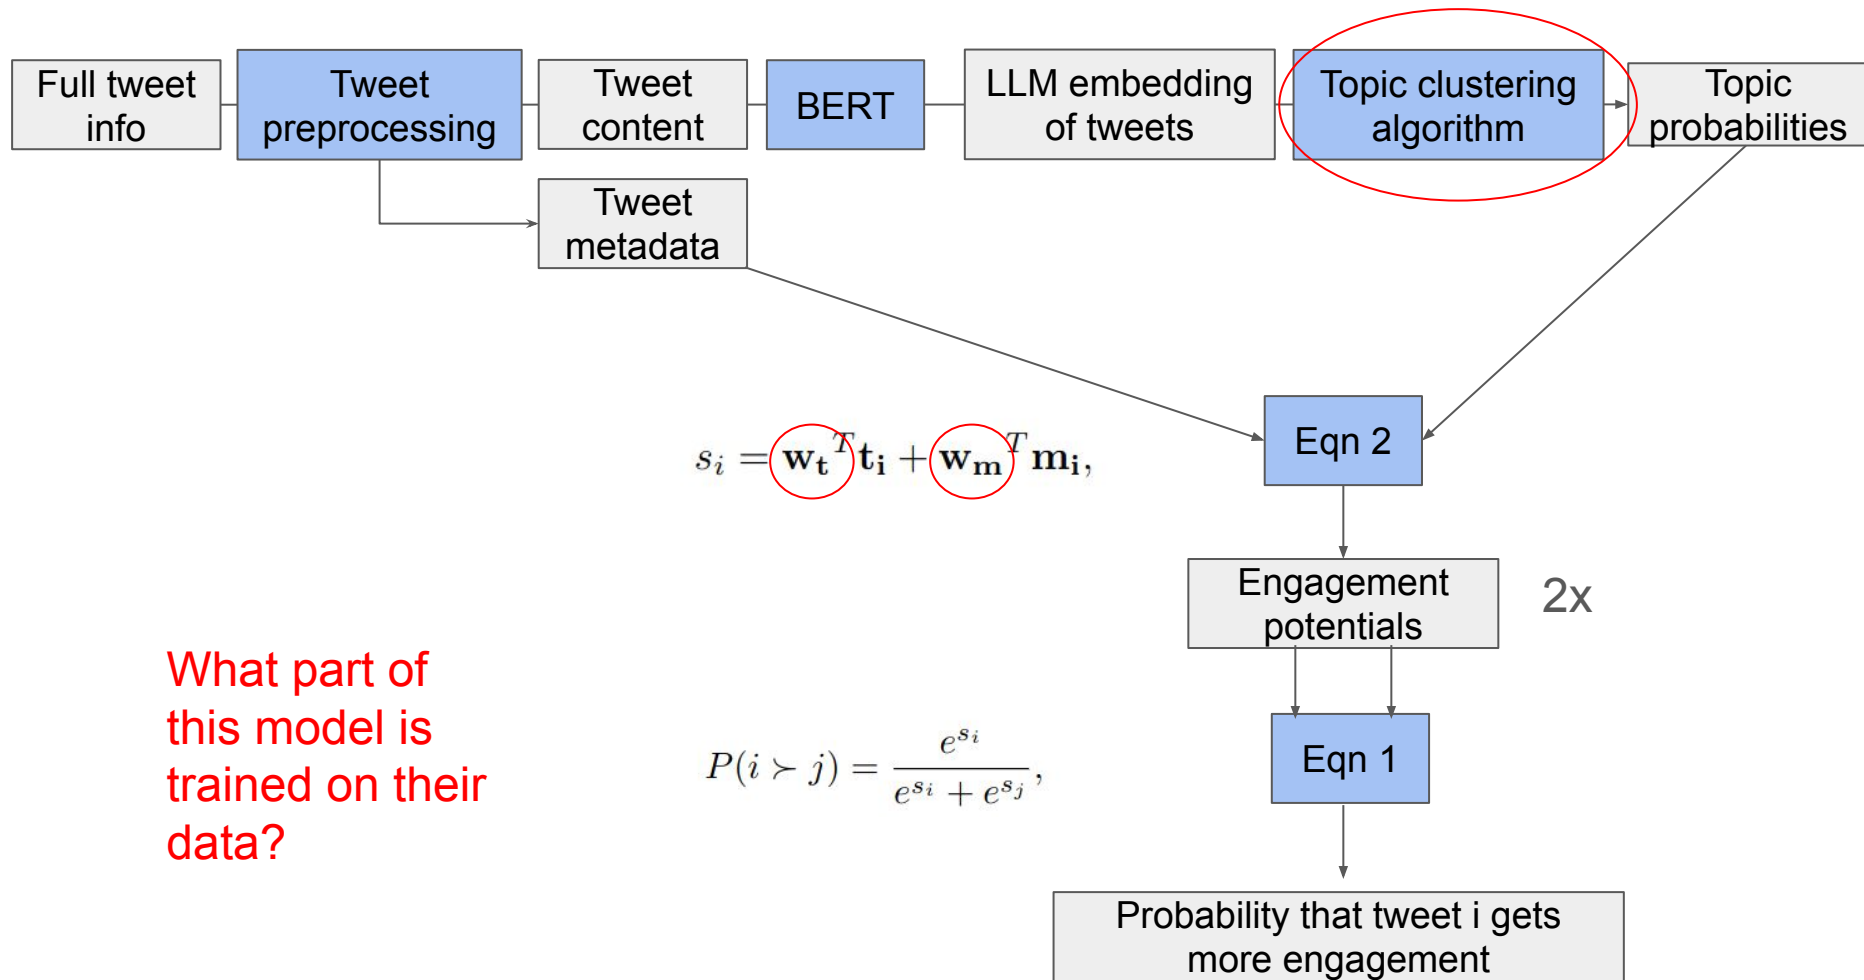 Full tweet
info
Tweet
preprocessing
Tweet
content
BERT
LLM embedding
of tweets
Topic clustering
algorithm
Topic
probabilities
Tweet
metadata
Eqn 2
s_i = w_t^T t_i + w_m^T m_i,
Engagement
potentials
2x
What part of
this model is
trained on their
data?
P(i ≻ j) = \frac{e^{s_i}}{e^{s_i} + e^{s_j}},
Eqn 1
Probability that tweet i gets
more engagement